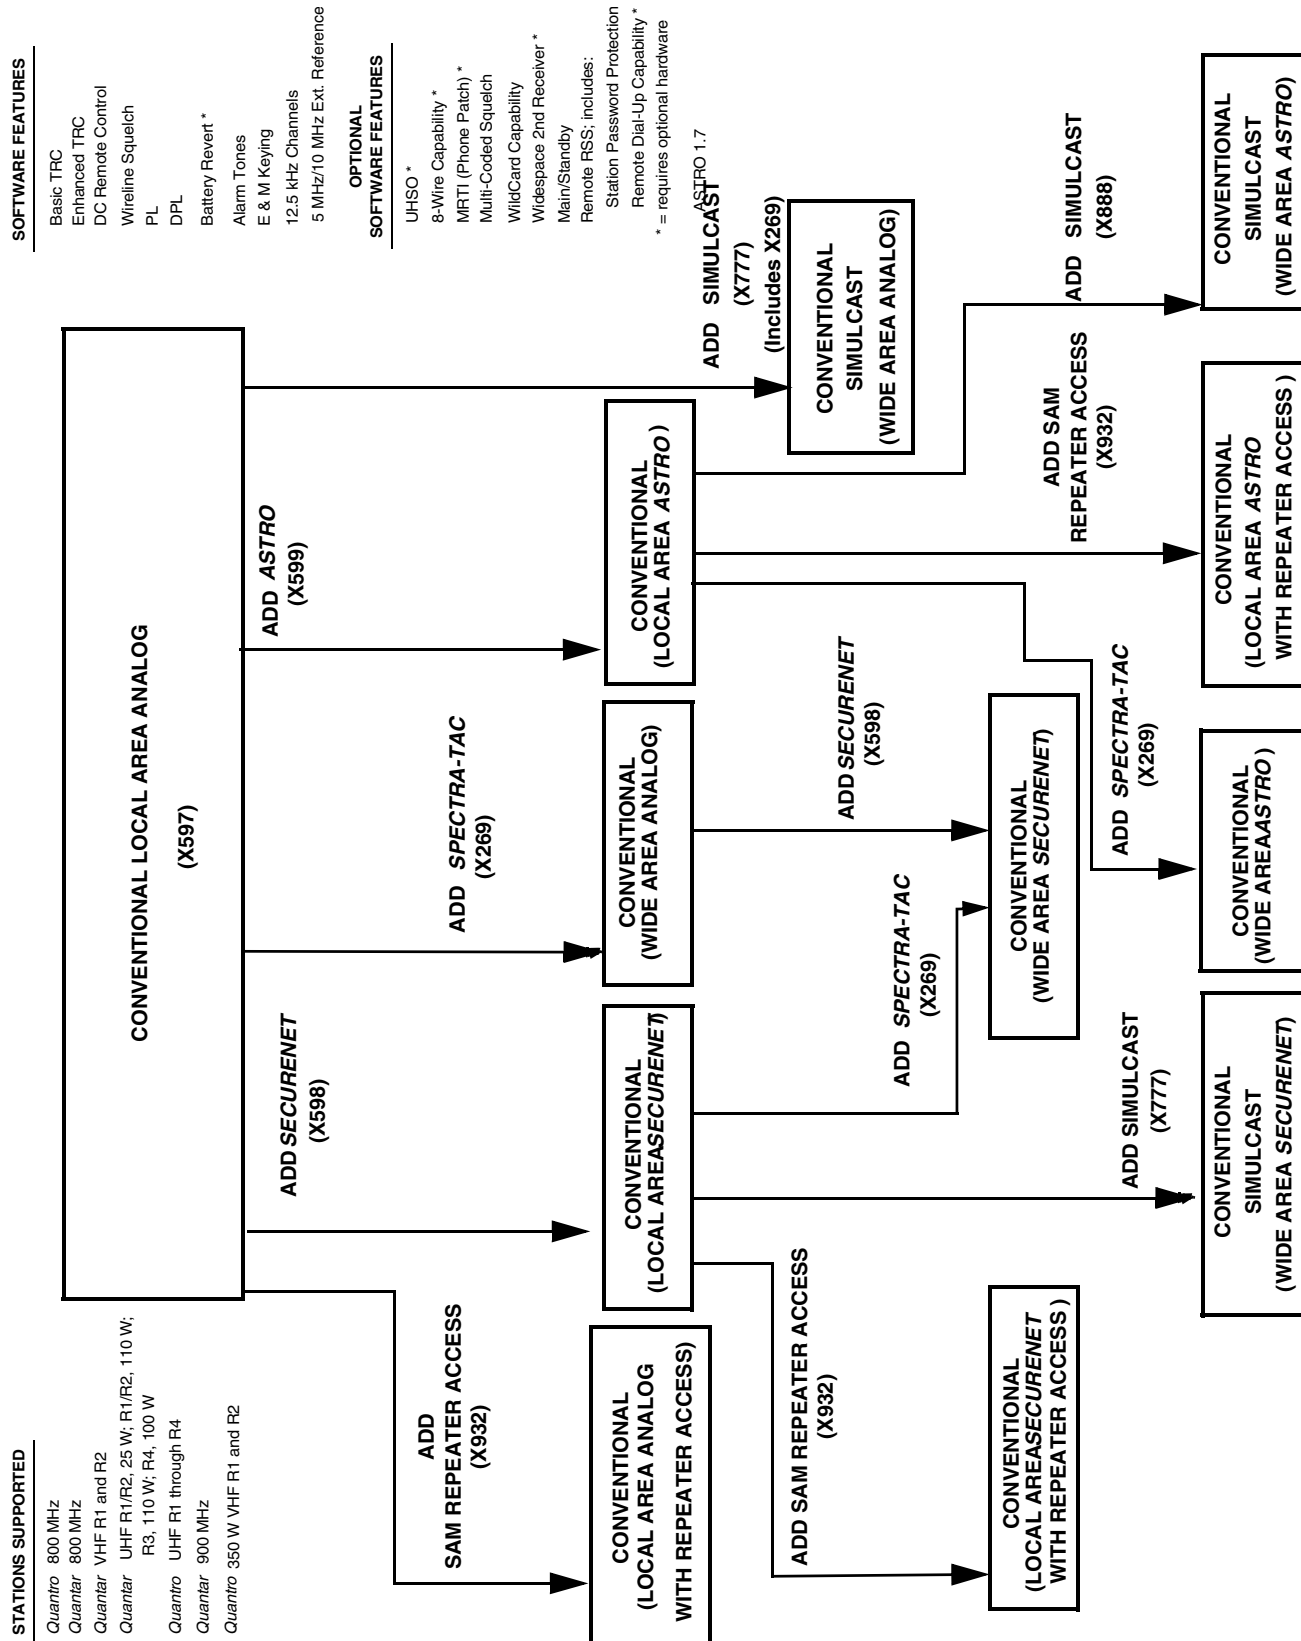 STATIONS SUPPORTED
Quantro 800 MHz
Quantar 800 MHz
Quantar VHF R1 and R2
Quantar UHF R1/R2, 25 W; R1/R2, 110 W;
R3, 110 W; R4, 100 W
Quantro UHF R1 through R4
Quantar 900 MHz
Quantro 350 W VHF R1 and R2
CONVENTIONAL LOCAL AREA ANALOG
(X597)
SOFTWARE FEATURES
Basic TRC
Enhanced TRC
DC Remote Control
Wireline Squelch
PL
DPL
Battery Revert *
Alarm Tones
E & M Keying
12.5 kHz Channels
5 MHz/10 MHz Ext. Reference
OPTIONAL
SOFTWARE FEATURES
UHSO *
8-Wire Capability *
MRTI (Phone Patch) *
Multi-Coded Squelch
WildCard Capability
Widespace 2nd Receiver *
Main/Standby
Remote RSS; includes:
Station Password Protection
Remote Dial-Up Capability *
* = requires optional hardware
ASTRO 1.7
ADD
SAM REPEATER ACCESS
(X932)
ADD SECURENET
(X598)
ADD SPECTRA-TAC
(X269)
ADD ASTRO
(X599)
ADD SIMULCAST
(X777)
(Includes X269)
CONVENTIONAL
(LOCAL AREA ANALOG
WITH REPEATER ACCESS)
CONVENTIONAL
(LOCAL AREASECURENET)
CONVENTIONAL
(WIDE AREA ANALOG)
CONVENTIONAL
(LOCAL AREA ASTRO )
CONVENTIONAL
SIMULCAST
(WIDE AREA ANALOG)
ADD SAM REPEATER ACCESS
(X932)
ADD SPECTRA-TAC
(X269)
ADD SECURENET
(X598)
CONVENTIONAL
(LOCAL AREASECURENET
WITH REPEATER ACCESS )
CONVENTIONAL
(WIDE AREA SECURENET)
ADD SIMULCAST
(X777)
ADD SPECTRA-TAC
(X269)
ADD SAM
REPEATER ACCESS
(X932)
ADD SIMULCAST
(X888)
CONVENTIONAL
SIMULCAST
(WIDE AREA SECURENET)
CONVENTIONAL
(WIDE AREAASTRO )
CONVENTIONAL
(LOCAL AREA ASTRO
WITH REPEATER ACCESS )
CONVENTIONAL
SIMULCAST
(WIDE AREA ASTRO)